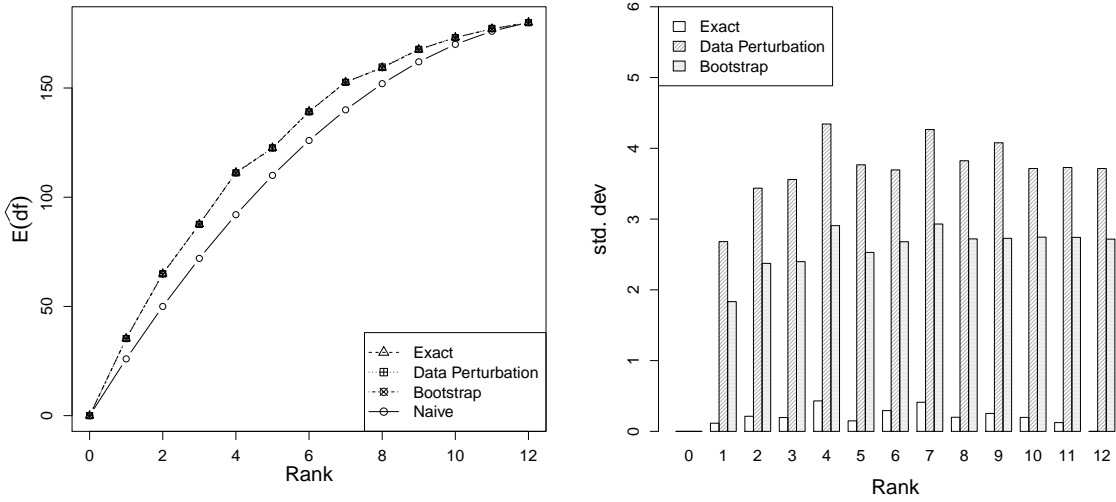 0
50
100
150
E(d̂f)
0 2 4 6 8 10 12
Rank
Exact
Data Perturbation
Bootstrap
Naive
0
1
2
3
4
5
6
std. dev
Exact
Data Perturbation
Bootstrap
0 1 2 3 4 5 6 7 8 9 10 11 12
Rank